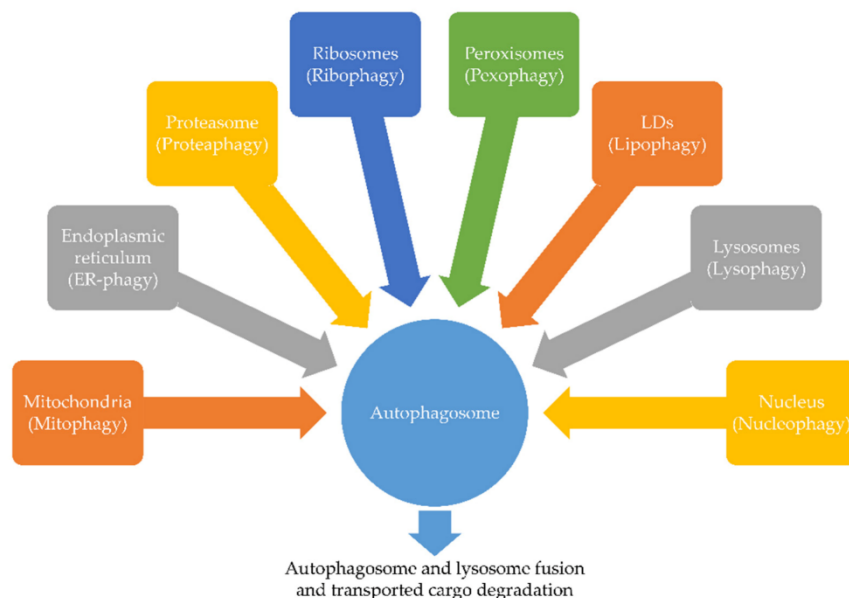 Ribosomes
(Ribophagy)
Peroxisomes
(Pexophagy)
Proteasome
(Proteaphagy)
LDs
(Lipophagy)
Endoplasmic
reticulum
(ER-phagy)
Lysosomes
(Lysophagy)
Mitochondria
(Mitophagy)
Autophagosome
Nucleus
(Nucleophagy)
Autophagosome and lysosome fusion
and transported cargo degradation